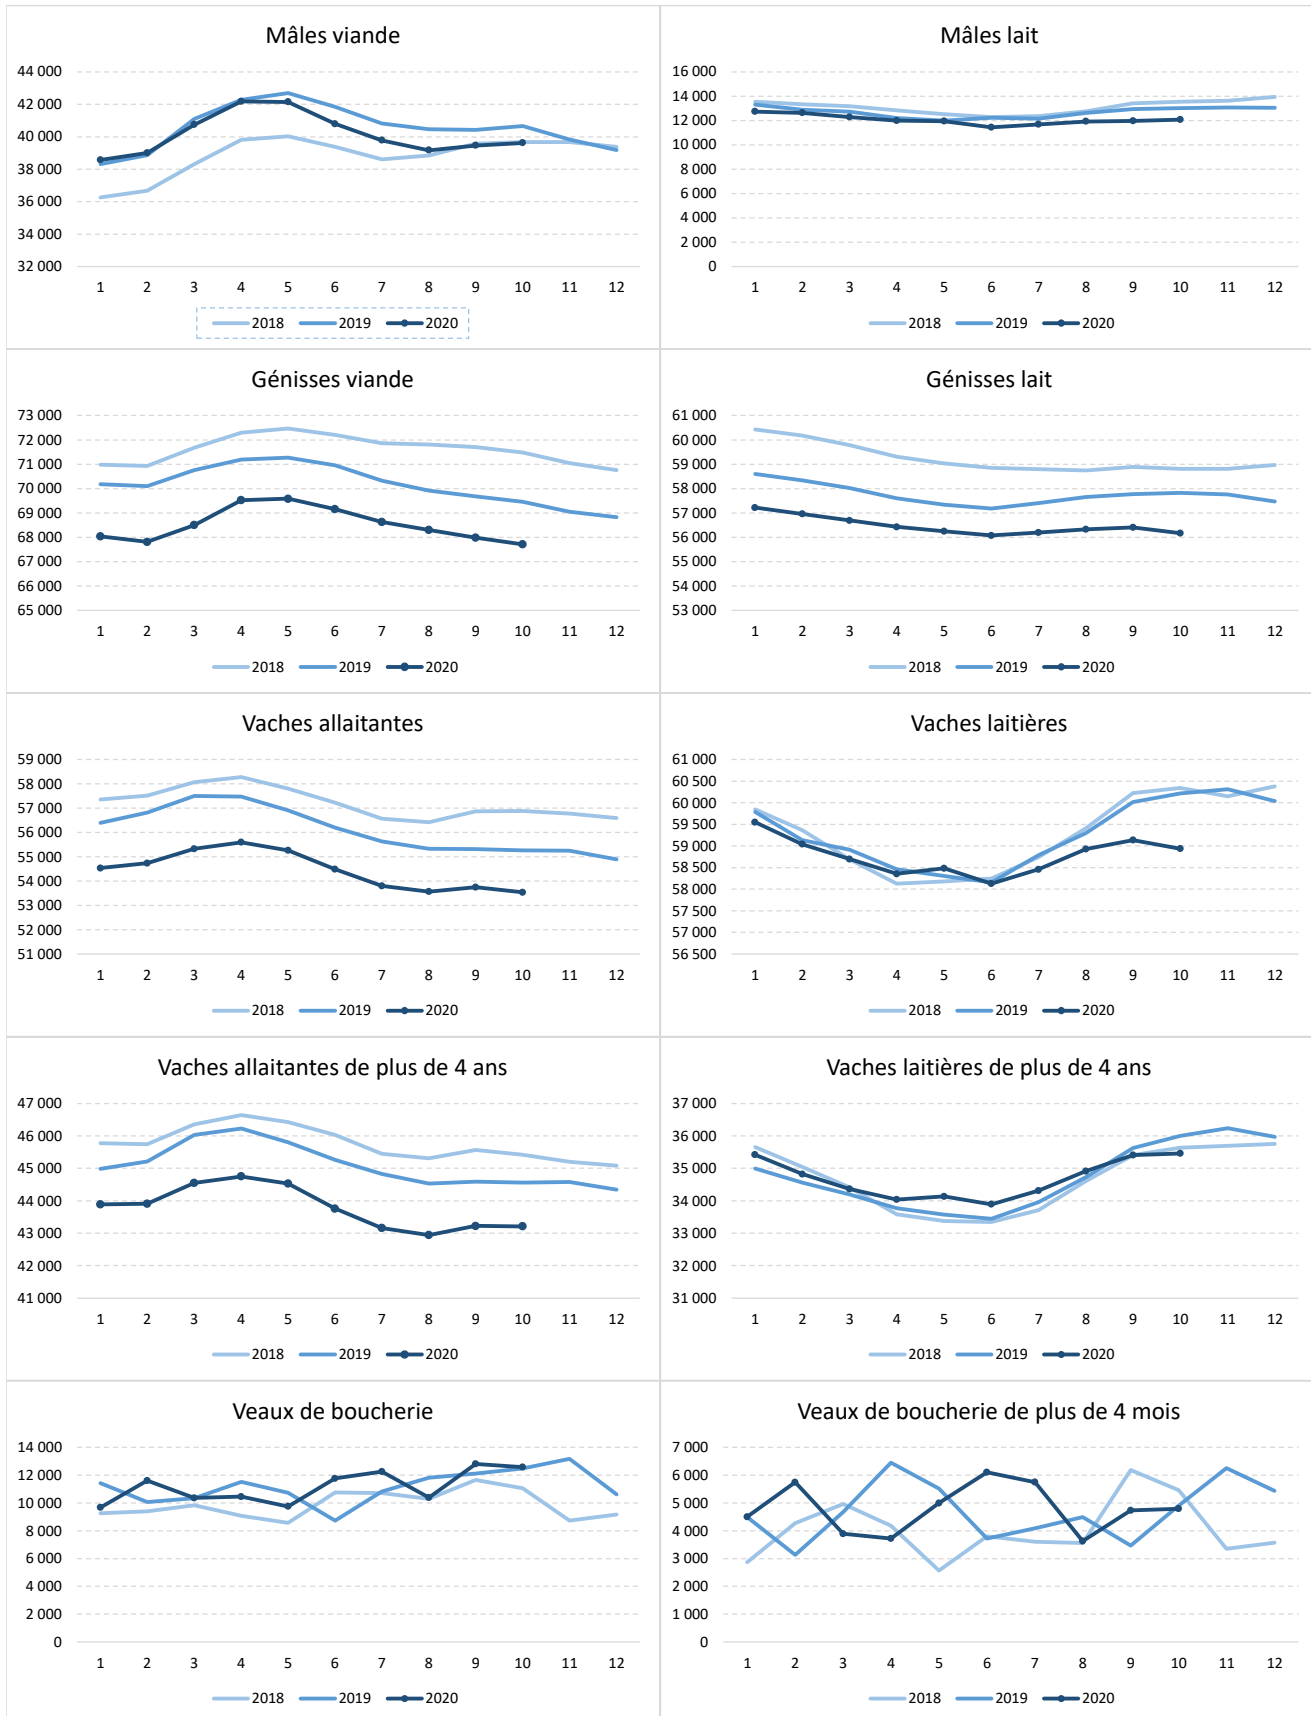 Mâles viande
44 000
42 000
40 000
38 000
36 000
34 000
32 000
1 2 3 4 5 6 7 8 9 10 11 12
2018 2019 2020
Mâles lait
16 000
14 000
12 000
10 000
8 000
6 000
4 000
2 000
0
1 2 3 4 5 6 7 8 9 10 11 12
2018 2019 2020
Génisses viande
73 000
72 000
71 000
70 000
69 000
68 000
67 000
66 000
65 000
1 2 3 4 5 6 7 8 9 10 11 12
2018 2019 2020
Génisses lait
61 000
60 000
59 000
58 000
57 000
56 000
55 000
54 000
53 000
1 2 3 4 5 6 7 8 9 10 11 12
2018 2019 2020
Vaches allaitantes
59 000
58 000
57 000
56 000
55 000
54 000
53 000
52 000
51 000
1 2 3 4 5 6 7 8 9 10 11 12
2018 2019 2020
Vaches laitières
61 000
60 500
60 000
59 500
59 000
58 500
58 000
57 500
57 000
56 500
1 2 3 4 5 6 7 8 9 10 11 12
2018 2019 2020
Vaches allaitantes de plus de 4 ans
47 000
46 000
45 000
44 000
43 000
42 000
41 000
1 2 3 4 5 6 7 8 9 10 11 12
2018 2019 2020
Vaches laitières de plus de 4 ans
37 000
36 000
35 000
34 000
33 000
32 000
31 000
1 2 3 4 5 6 7 8 9 10 11 12
2018 2019 2020
Veaux de boucherie
14 000
12 000
10 000
8 000
6 000
4 000
2 000
0
1 2 3 4 5 6 7 8 9 10 11 12
2018 2019 2020
Veaux de boucherie de plus de 4 mois
7 000
6 000
5 000
4 000
3 000
2 000
1 000
0
1 2 3 4 5 6 7 8 9 10 11 12
2018 2019 2020